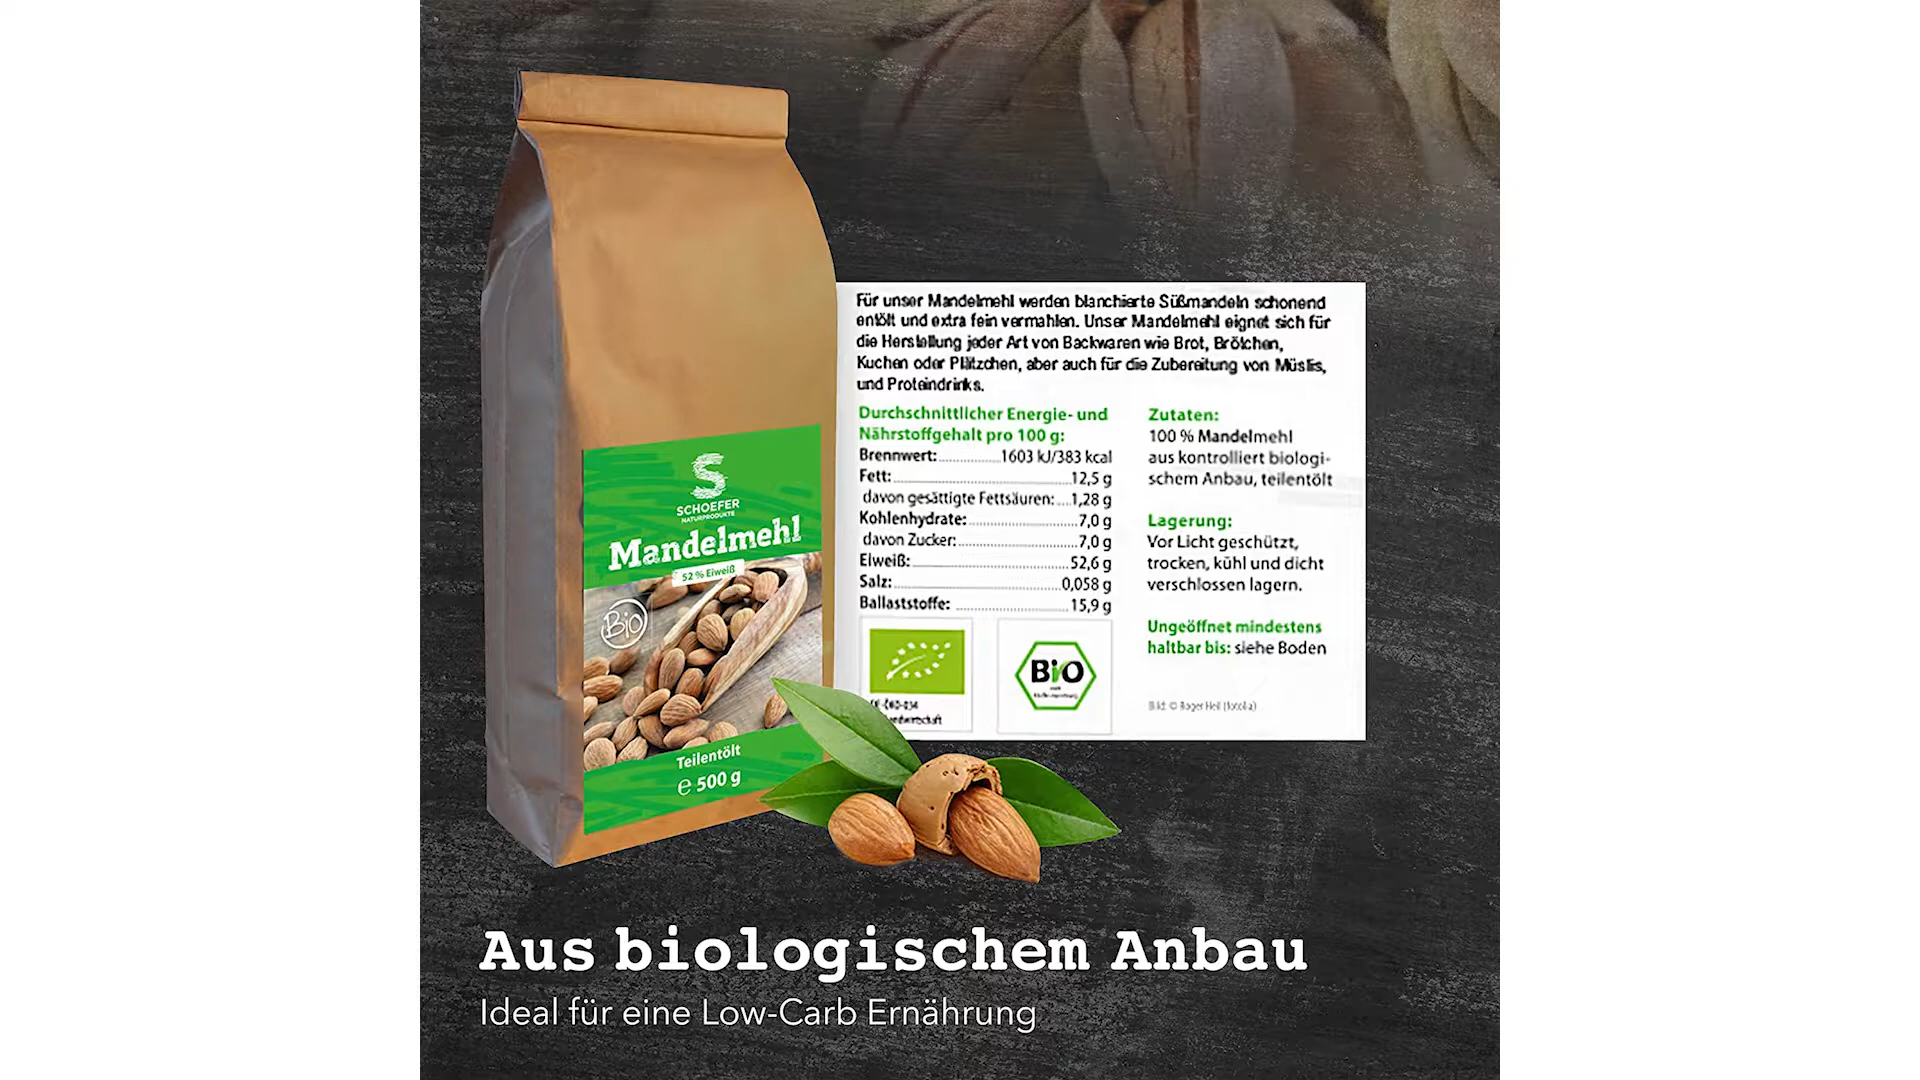 SCHOEFER
NATURPRODUKTE
Mandelmehl
52 % Eiweiß
Bio
Teilentölt
℮ 500 g
Für unser Mandelmehl werden blanchierte Süßmandeln schonend
entölt und extra fein vermahlen. Unser Mandelmehl eignet sich für
die Herstellung jeder Art von Backwaren wie Brot, Brötchen,
Kuchen oder Plätzchen, aber auch für die Zubereitung von Müslis,
und Proteindrinks.
Durchschnittlicher Energie- und
Nährstoffgehalt pro 100 g:
Brennwert:..............1603 kJ/383 kcal
Fett:.........................................12,5 g
davon gesättigte Fettsäuren:....1,28 g
Kohlenhydrate:.........................7,0 g
davon Zucker:...........................7,0 g
Eiweiß:....................................52,6 g
Salz:.......................................0,058 g
Ballaststoffe: ..........................15,9 g
BiO
Zutaten:
100 % Mandelmehl
aus kontrolliert biologi-
schem Anbau, teilentölt
Lagerung:
Vor Licht geschützt,
trocken, kühl und dicht
verschlossen lagern.
Ungeöffnet mindestens
haltbar bis: siehe Boden
Bild: © Roger Heil (fotolia)
Aus biologischem Anbau
Ideal für eine Low-Carb Ernährung